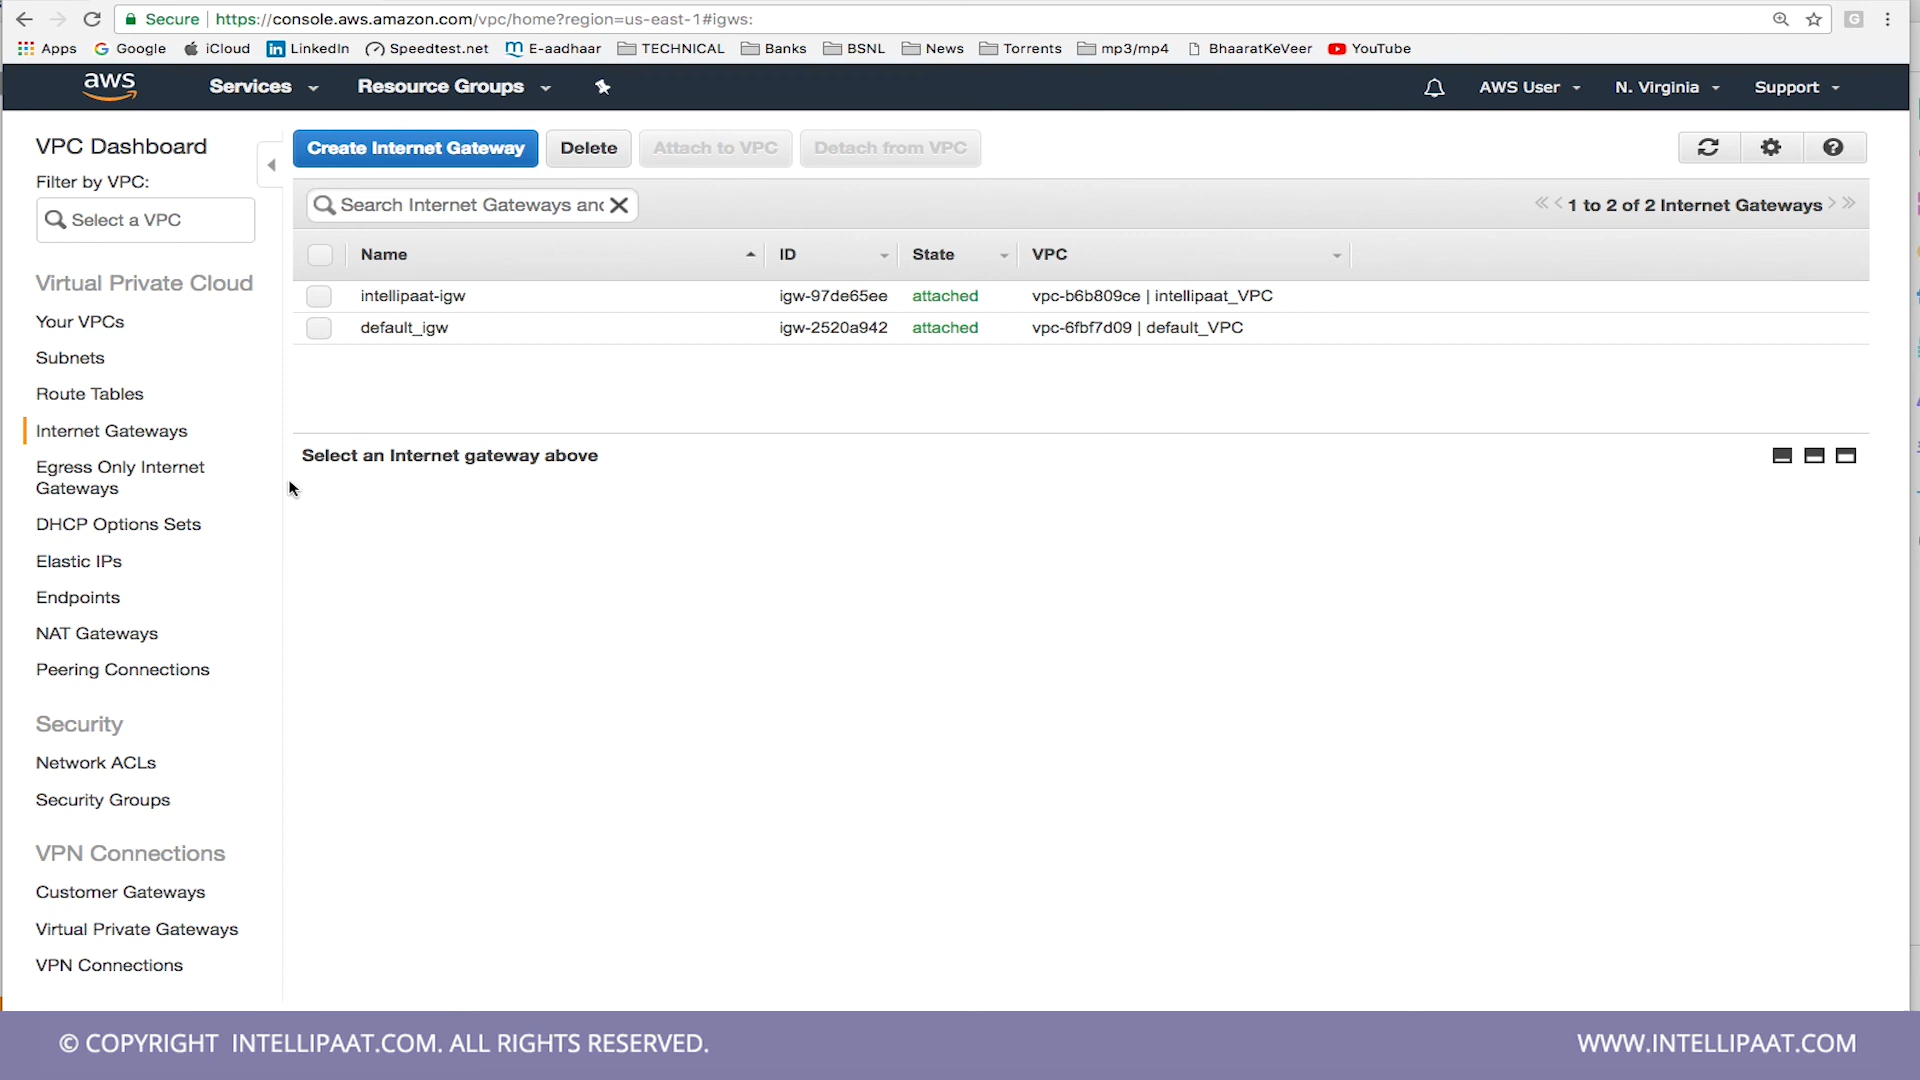 Secure https://console.aws.amazon.com/vpc/home?region=us-east-1#igws:
Apps Google iCloud LinkedIn Speedtest.net E-aadhaar TECHNICAL Banks BSNL News Torrents mp3/mp4 BhaaratKeVeer YouTube
aws Services Resource Groups AWS User N. Virginia Support
VPC Dashboard
Filter by VPC:
Select a VPC
Virtual Private Cloud
Your VPCs
Subnets
Route Tables
Internet Gateways
Egress Only Internet
Gateways
DHCP Options Sets
Elastic IPs
Endpoints
NAT Gateways
Peering Connections
Security
Network ACLs
Security Groups
VPN Connections
Customer Gateways
Virtual Private Gateways
VPN Connections
Create Internet Gateway Delete Attach to VPC Detach from VPC
Search Internet Gateways and 1 to 2 of 2 Internet Gateways
Name ID State VPC
intellipaat-igw igw-97de65ee attached vpc-b6b809ce | intellipaat_VPC
default_igw igw-2520a942 attached vpc-6fbf7d09 | default_VPC
Select an Internet gateway above
© COPYRIGHT INTELLIPAAT.COM. ALL RIGHTS RESERVED. WWW.INTELLIPAAT.COM